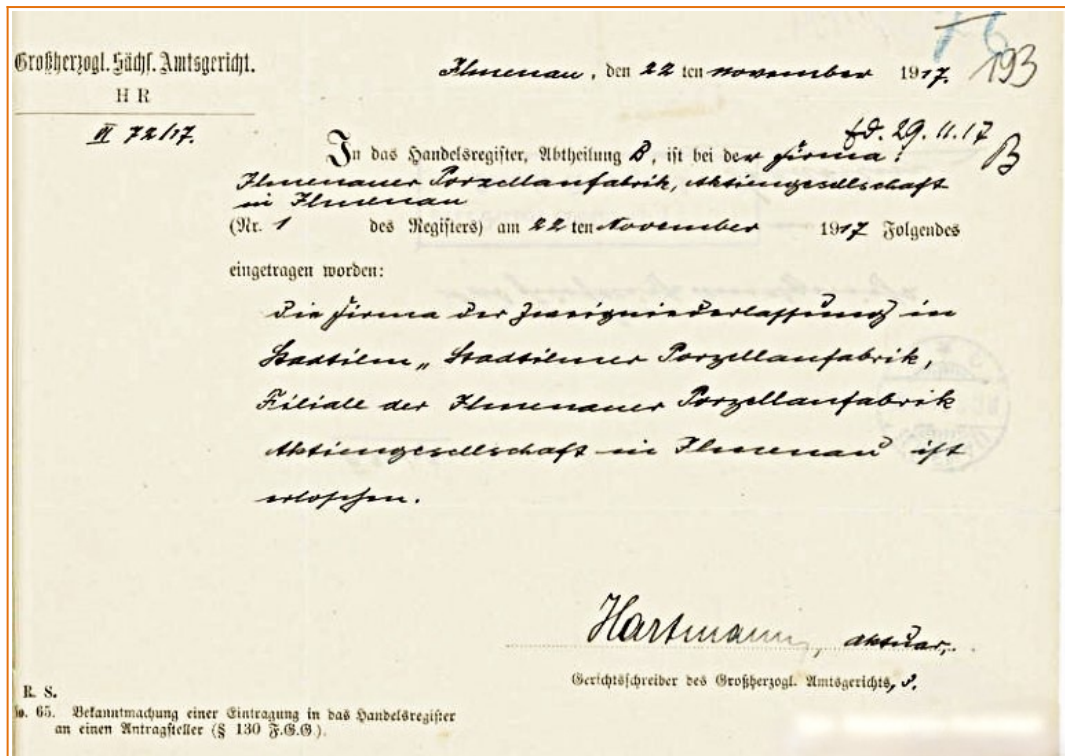 Großherzogl. Sächs. Amtsgericht.
H R
III 72/17.
Ilmenau, den 22 ten November 1917.
193
Ed. 29.11.17
B
In das Handelsregister, Abtheilung B, ist bei der Firma:
Ilmenauer Porzellanfabrik, Aktiengesellschaft
in Ilmenau
(Nr. 1 des Registers) am 22 ten November 1917 Folgendes
eingetragen worden:
Die Firma der Zweigniederlassung in
Stadtilm „ Stadtilmer Porzellanfabrik,
Filiale der Ilmenauer Porzellanfabrik
Aktiengesellschaft in Ilmenau" ist
erloschen.
Hartmann, Aktuar,
Gerichtsschreiber des Großherzogl. Amtsgerichts, 3.
R. S.
No. 65. Bekanntmachung einer Eintragung in das Handelsregister
an einen Antragsteller (§ 130 F.G.G.).